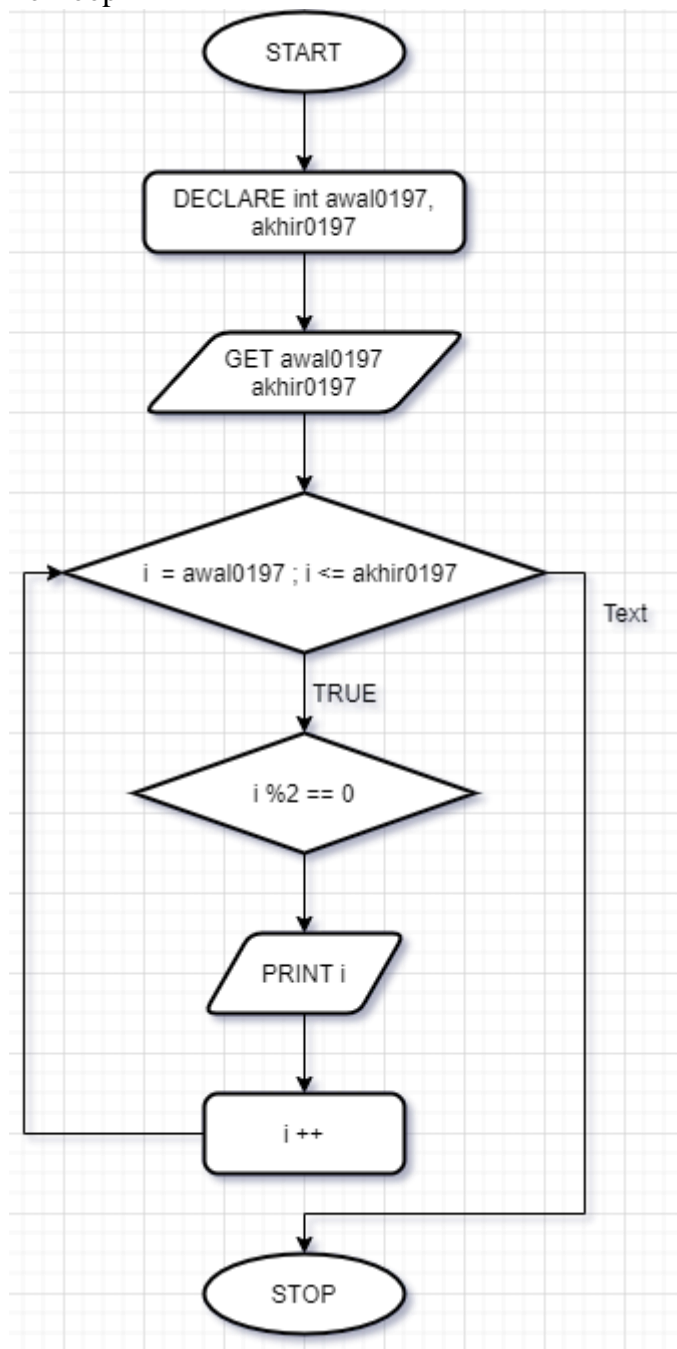 START
DECLARE int awal0197,
akhir0197
GET awal0197
akhir0197
i = awal0197 ; i <= akhir0197
Text
TRUE
i %2 == 0
PRINT i
i ++
STOP